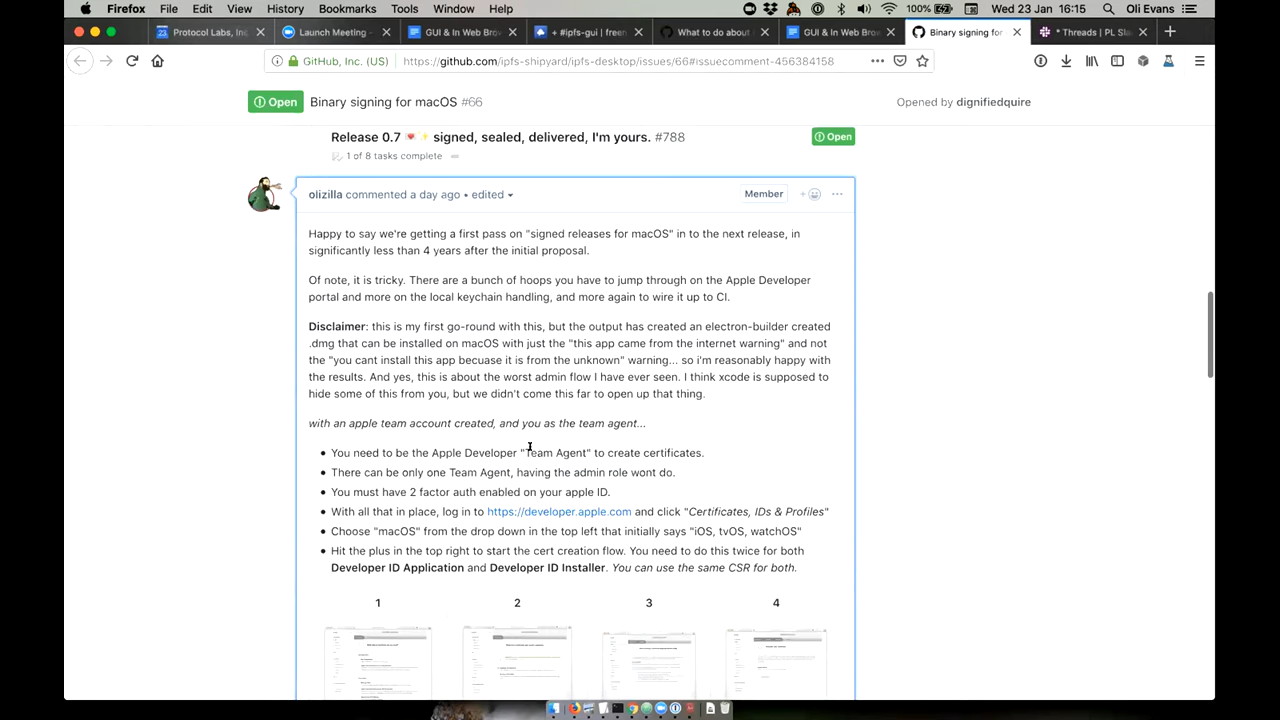 Firefox File Edit View History Bookmarks Tools Window Help 100% Wed 23 Jan 16:15 Oli Evans
Protocol Labs, Inc Launch Meeting - GUI & In Web Brow + #ipfs-gui | freen What to do about GUI & In Web Brow Binary signing for * Threads | PL Sla
GitHub, Inc. (US) https://github.com/ipfs-shipyard/ipfs-desktop/issues/66#issuecomment-456384158
Open Binary signing for macOS #66 Opened by dignifiedquire
Release 0.7 💌 ✨ signed, sealed, delivered, I'm yours. #788 Open
1 of 8 tasks complete
olizilla commented a day ago • edited Member
Happy to say we're getting a first pass on "signed releases for macOS" in to the next release, in
significantly less than 4 years after the initial proposal.
Of note, it is tricky. There are a bunch of hoops you have to jump through on the Apple Developer
portal and more on the local keychain handling, and more again to wire it up to CI.
Disclaimer: this is my first go-round with this, but the output has created an electron-builder created
.dmg that can be installed on macOS with just the "this app came from the internet warning" and not
the "you cant install this app becuase it is from the unknown" warning... so i'm reasonably happy with
the results. And yes, this is about the worst admin flow I have ever seen. I think xcode is supposed to
hide some of this from you, but we didn't come this far to open up that thing.
with an apple team account created, and you as the team agent...
• You need to be the Apple Developer "Team Agent" to create certificates.
• There can be only one Team Agent, having the admin role wont do.
• You must have 2 factor auth enabled on your apple ID.
• With all that in place, log in to https://developer.apple.com and click "Certificates, IDs & Profiles"
• Choose "macOS" from the drop down in the top left that initially says "iOS, tvOS, watchOS"
• Hit the plus in the top right to start the cert creation flow. You need to do this twice for both
Developer ID Application and Developer ID Installer. You can use the same CSR for both.
1 2 3 4